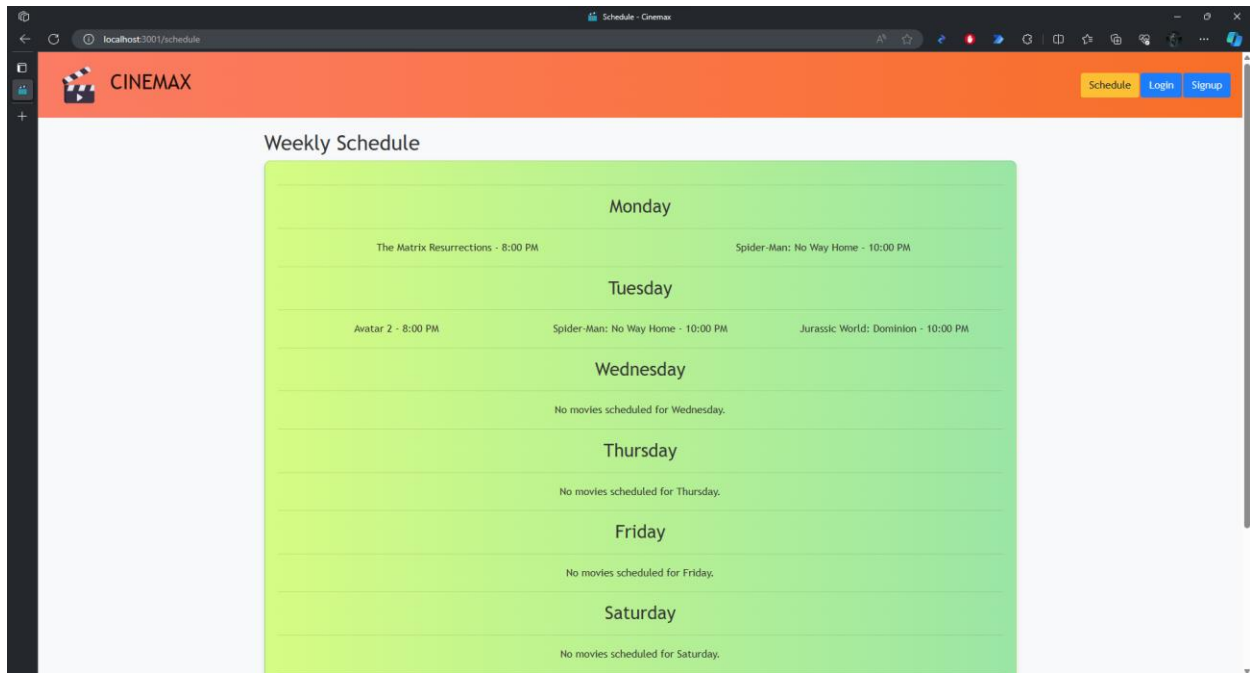 Schedule - Cinemax
localhost:3001/schedule
CINEMAX
Schedule Login Signup
Weekly Schedule
Monday
The Matrix Resurrections - 8:00 PM Spider-Man: No Way Home - 10:00 PM
Tuesday
Avatar 2 - 8:00 PM Spider-Man: No Way Home - 10:00 PM Jurassic World: Dominion - 10:00 PM
Wednesday
No movies scheduled for Wednesday.
Thursday
No movies scheduled for Thursday.
Friday
No movies scheduled for Friday.
Saturday
No movies scheduled for Saturday.